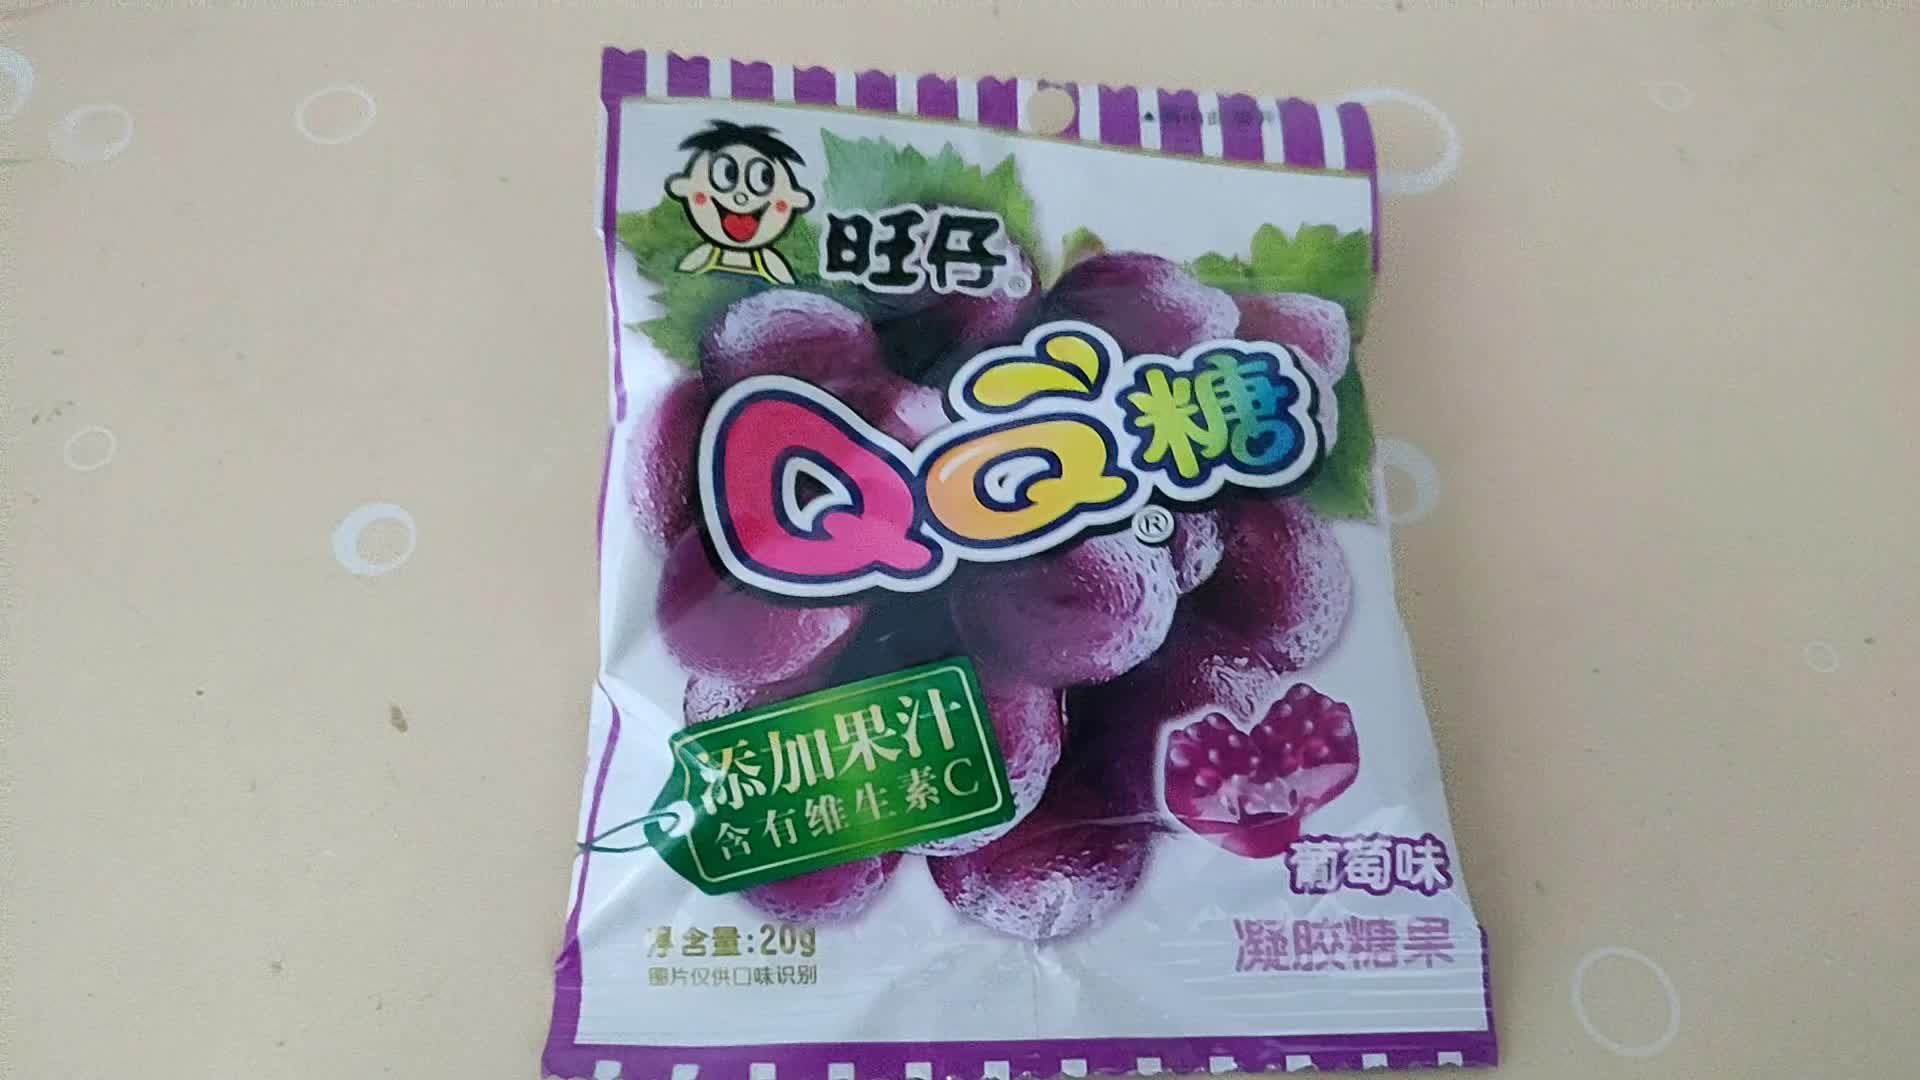 旺仔
QQ糖®
添加果汁
含有维生素C
葡萄味
凝胶糖果
净含量:20g
图片仅供口味识别